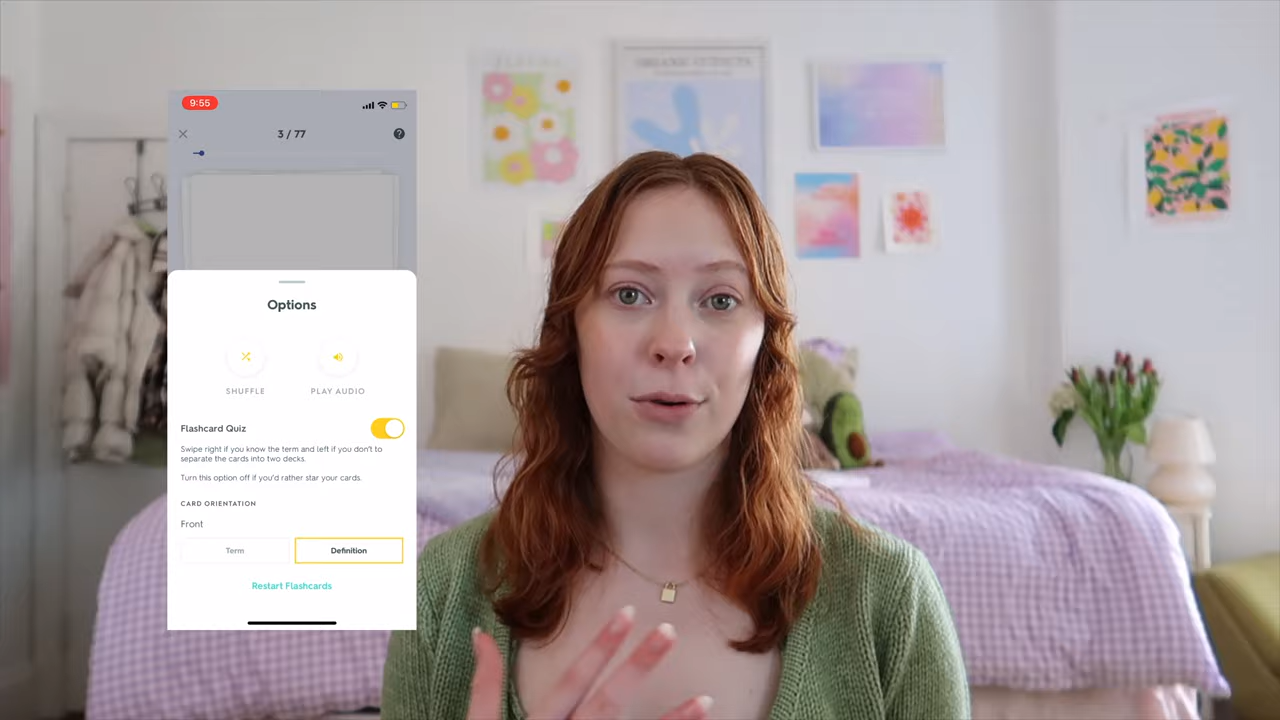 9:55
3 / 77
Options
SHUFFLE
PLAY AUDIO
Flashcard Quiz
Swipe right if you know the term and left if you don't to
separate the cards into two decks.
Turn this option off if you'd rather star your cards.
CARD ORIENTATION
Front
Term
Definition
Restart Flashcards